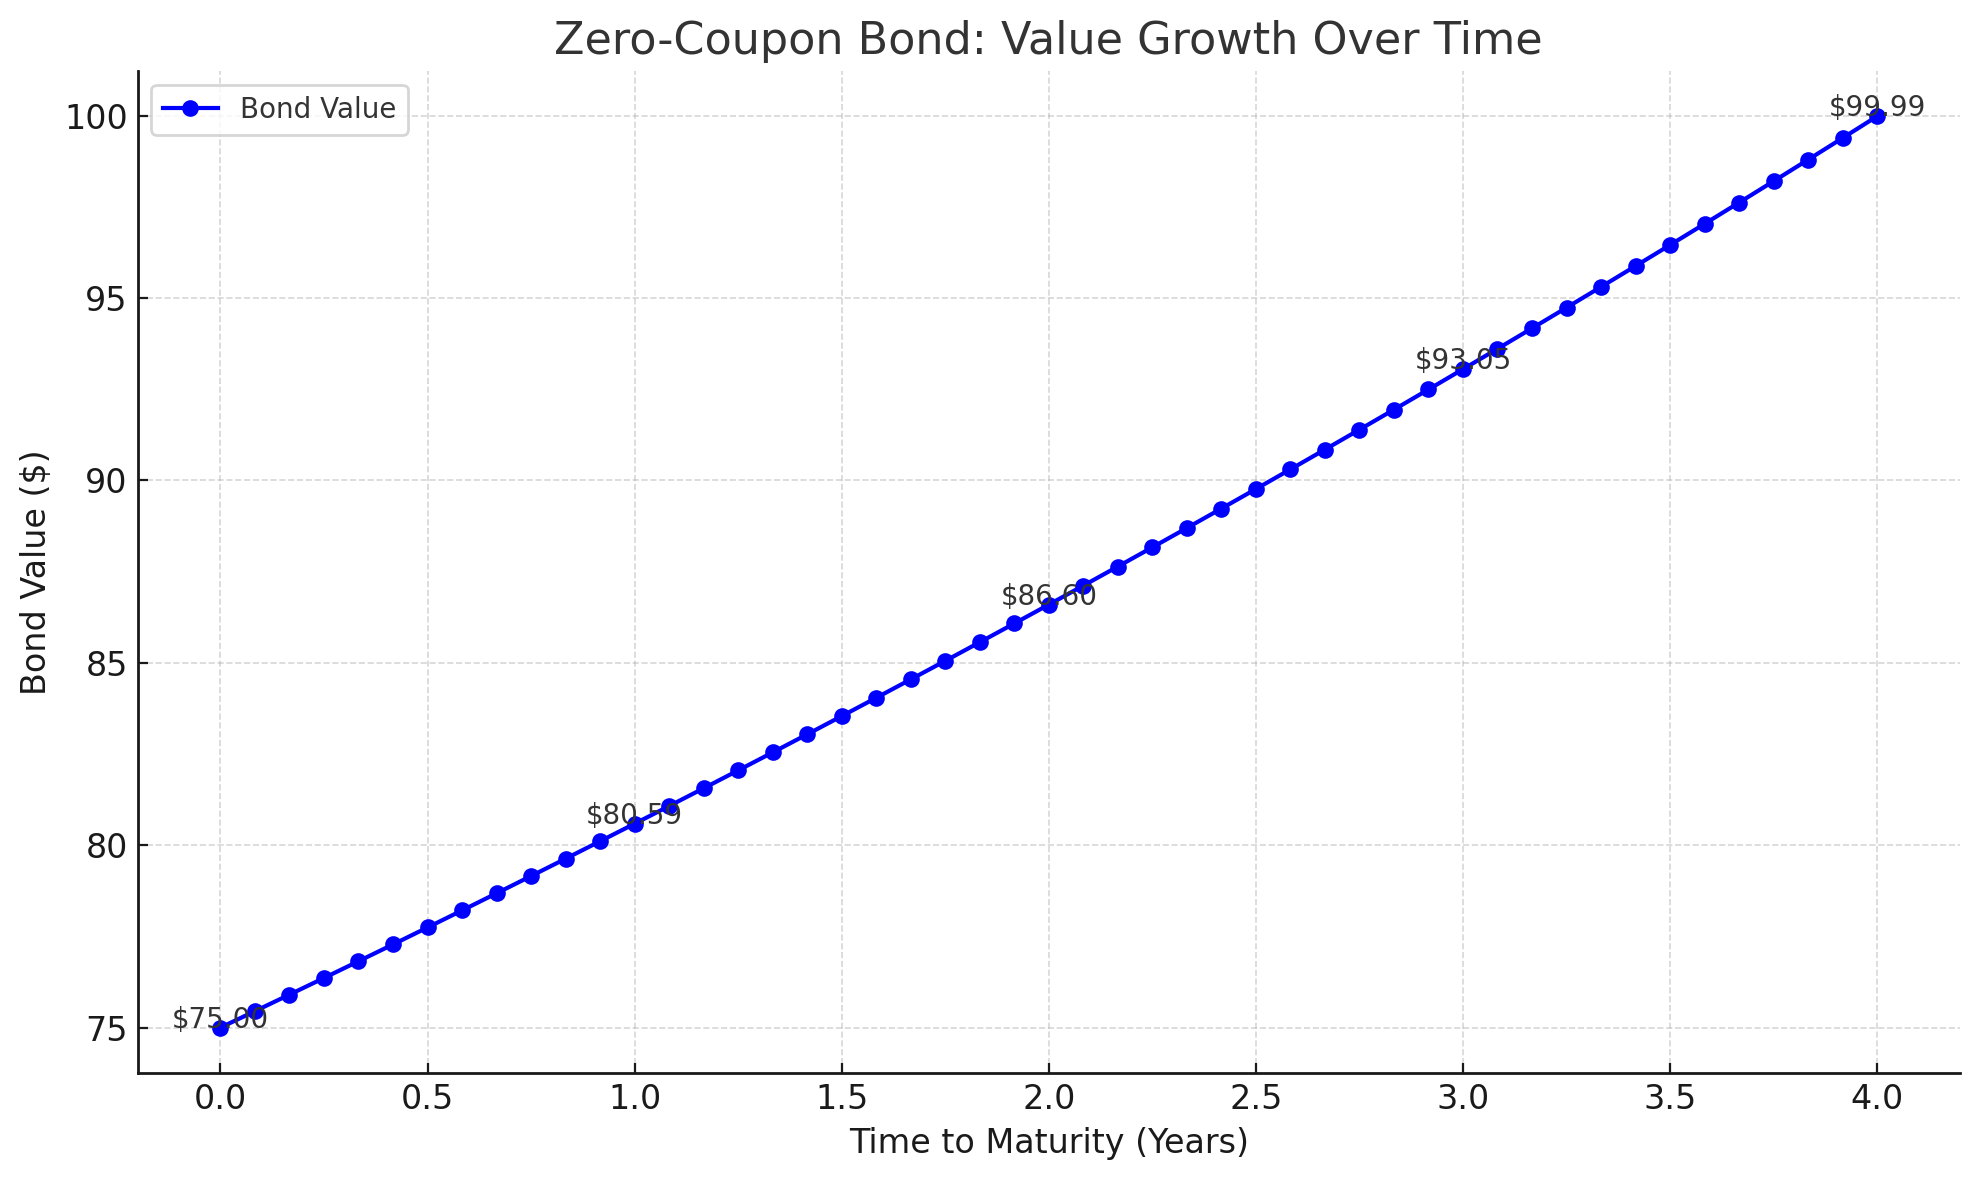 Zero-Coupon Bond: Value Growth Over Time
Bond Value
Bond Value ($)
100
95
90
85
80
75
$75.00
$80.59
$86.60
$93.05
$99.99
0.0 0.5 1.0 1.5 2.0 2.5 3.0 3.5 4.0
Time to Maturity (Years)